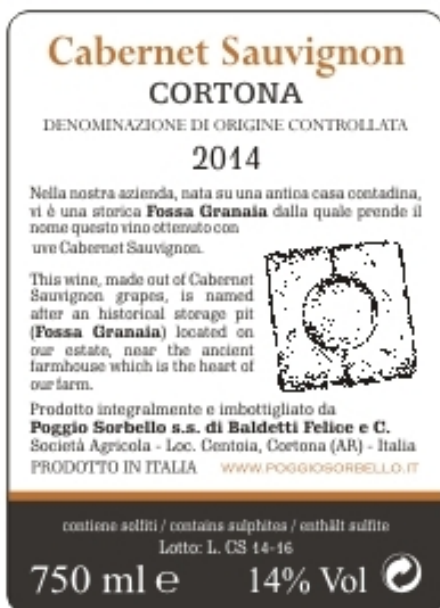 Cabernet Sauvignon
CORTONA
DENOMINAZIONE DI ORIGINE CONTROLLATA
2014
Nella nostra azienda, nata su una antica casa contadina,
vi è una storica Fossa Granaia dalla quale prende il
nome questo vino ottenuto con
uve Cabernet Sauvignon.
This wine, made out of Cabernet
Sauvignon grapes, is named
after an historical storage pit
(Fossa Granaia) located on
our estate, near the ancient
farmhouse which is the heart of
our farm.
Prodotto integralmente e imbottigliato da
Poggio Sorbello s.s. di Baldetti Felice e C.
Società Agricola - Loc. Centoia, Cortona (AR) - Italia
PRODOTTO IN ITALIA WWW.POGGIOSORBELLO.IT
contiene solfiti / contains sulphites / enthält sulfite
Lotto: L. CS 14-16
750 ml e 14% Vol